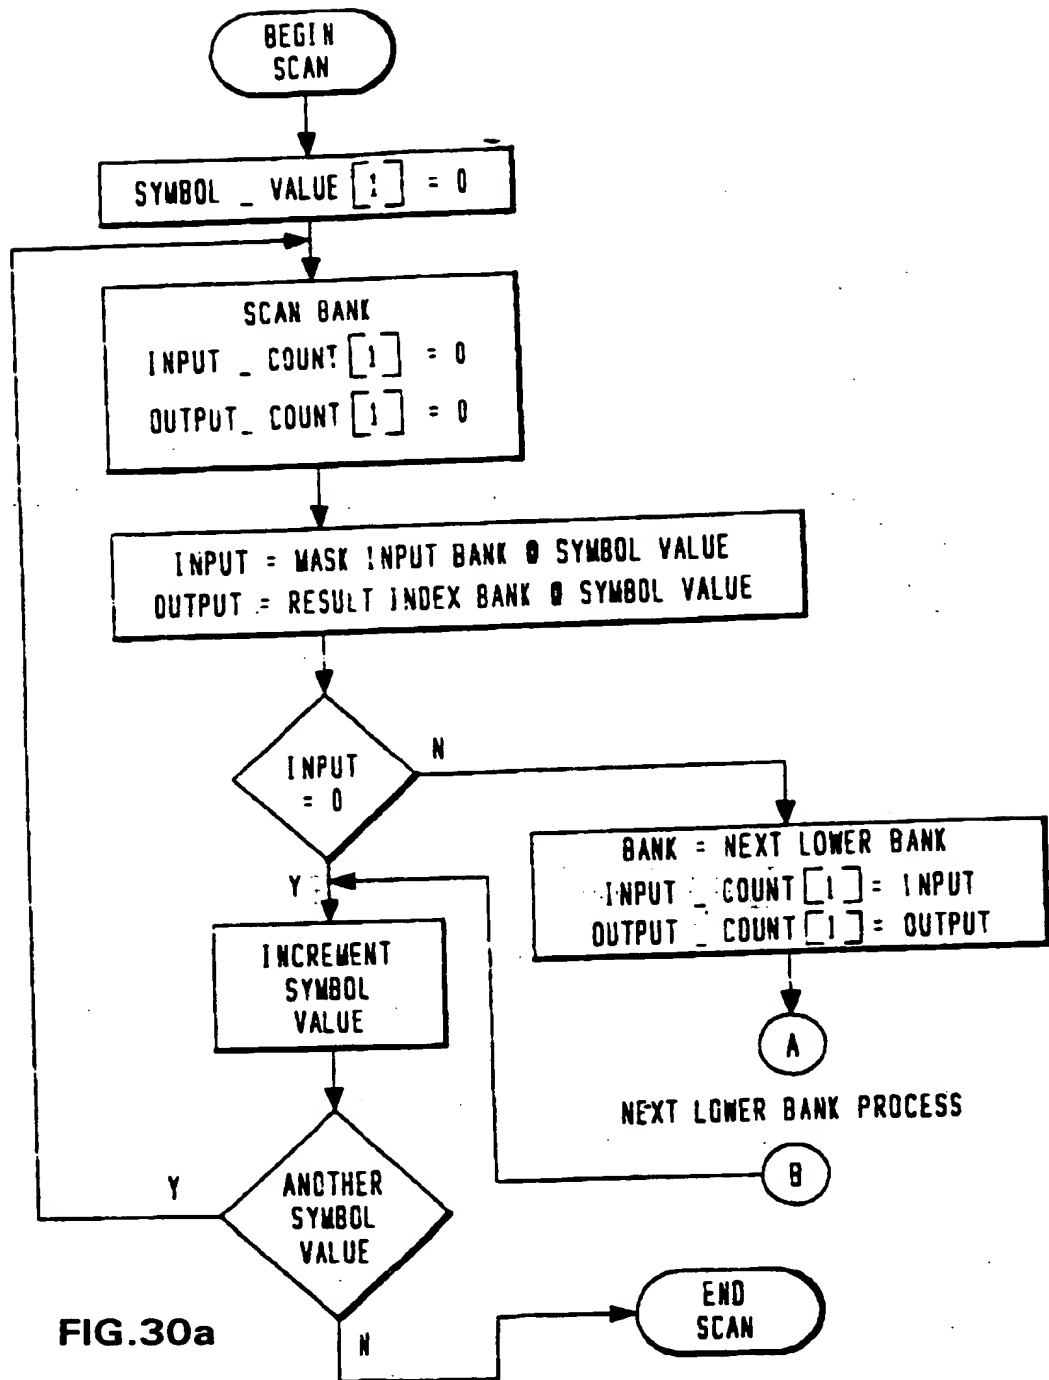 BEGIN
SCAN
SYMBOL _ VALUE [1] = 0
SCAN BANK
INPUT _ COUNT [1] = 0
OUTPUT_ COUNT [1] = 0
INPUT = MASK INPUT BANK @ SYMBOL VALUE
OUTPUT = RESULT INDEX BANK @ SYMBOL VALUE
INPUT
= 0
N
Y
BANK = NEXT LOWER BANK
INPUT _ COUNT [1] = INPUT
OUTPUT _ COUNT [1] = OUTPUT
INCREMENT
SYMBOL
VALUE
A
NEXT LOWER BANK PROCESS
B
Y
ANOTHER
SYMBOL
VALUE
N
END
SCAN
FIG.30a